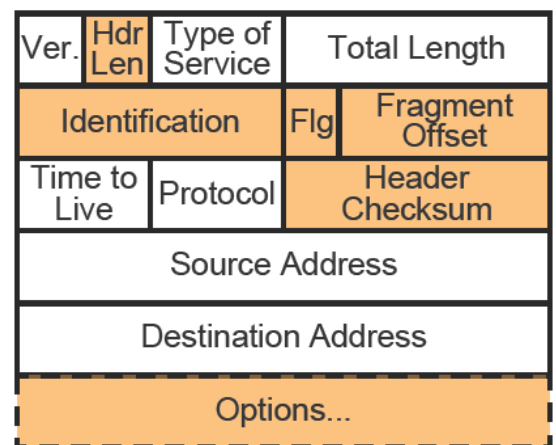 Ver.
Hdr
Len
Type of
Service
Total Length
Identification
Flg
Fragment
Offset
Time to
Live
Protocol
Header
Checksum
Source Address
Destination Address
Options...